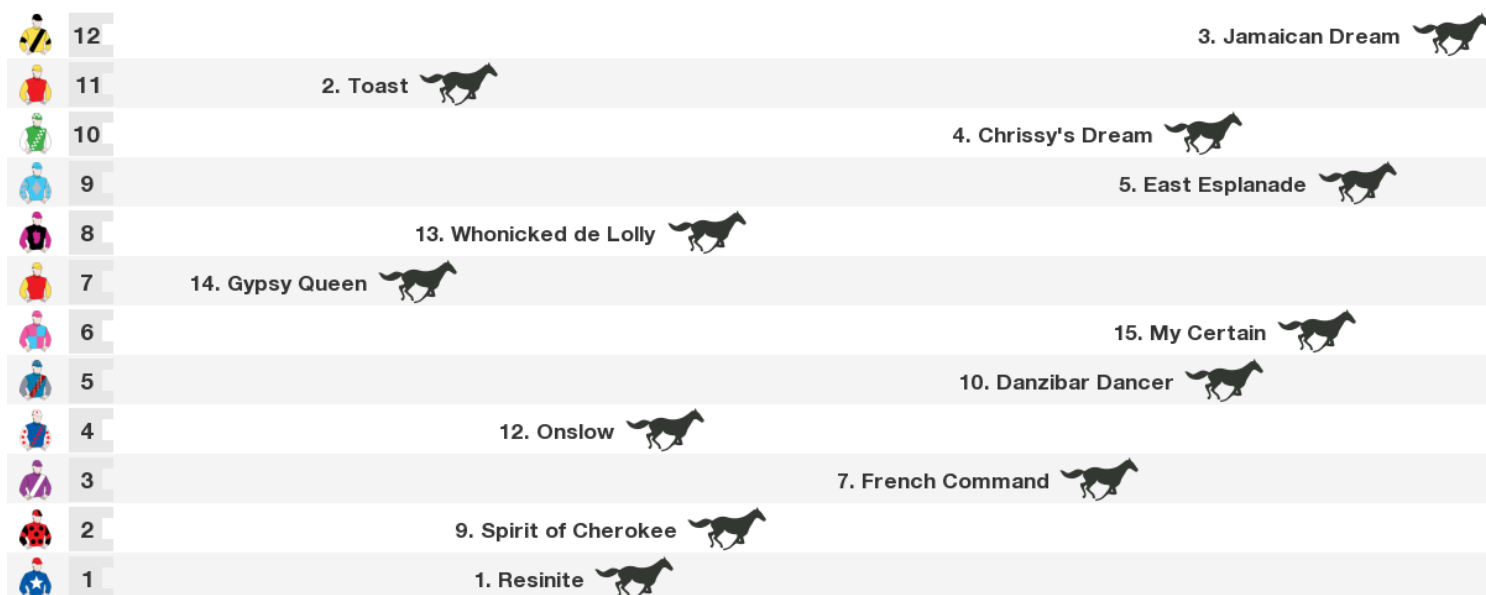 12 3. Jamaican Dream
11 2. Toast
10 4. Chrissy's Dream
9 5. East Esplanade
8 13. Whonicked de Lolly
7 14. Gypsy Queen
6 15. My Certain
5 10. Danzibar Dancer
4 12. Onslow
3 7. French Command
2 9. Spirit of Cherokee
1 1. Resinite